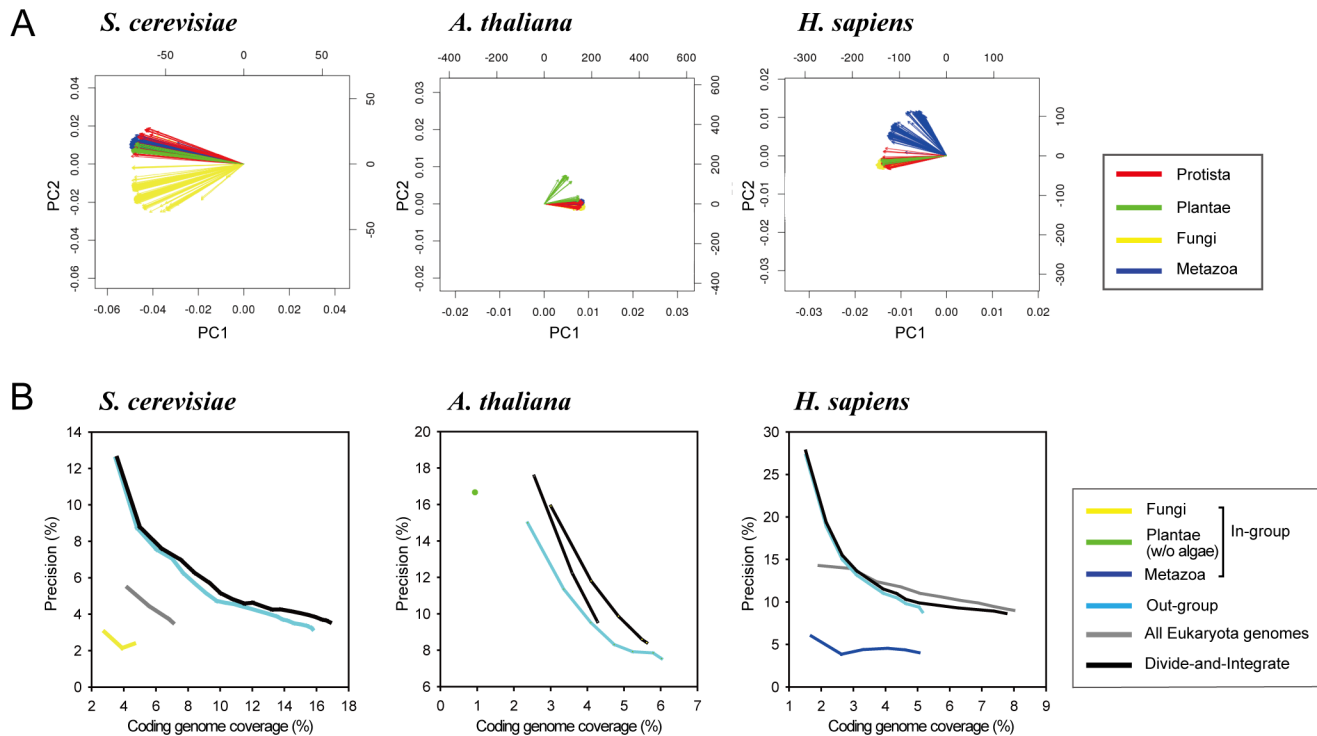 A
S. cerevisiae
A. thaliana
H. sapiens
-50 0 50
-400 -200 0 200 400 600
-300 -200 -100 0 100
PC2
0.04
0.02
0.00
-0.02
-0.04
-0.06
50
0
-50
-0.06 -0.04 -0.02 0.00 0.02 0.04
PC1
PC2
0.03
0.02
0.01
0.00
-0.01
-0.02
600
400
200
0
-200
-400
-0.02 -0.01 0.00 0.01 0.02 0.03
PC1
PC2
0.02
0.01
0.00
-0.01
-0.02
-0.03
100
0
-100
-200
-300
-0.03 -0.02 -0.01 0.00 0.01 0.02
PC1
Protista
Plantae
Fungi
Metazoa
B
S. cerevisiae
A. thaliana
H. sapiens
Precision (%)
14
12
10
8
6
4
2
0
2 4 6 8 10 12 14 16 18
Coding genome coverage (%)
Precision (%)
20
18
16
14
12
10
8
6
0 1 2 3 4 5 6 7
Coding genome coverage (%)
Precision (%)
30
25
20
15
10
5
0
1 2 3 4 5 6 7 8 9
Coding genome coverage (%)
Fungi
Plantae
(w/o algae)
In-group
Metazoa
Out-group
All Eukaryota genomes
Divide-and-Integrate